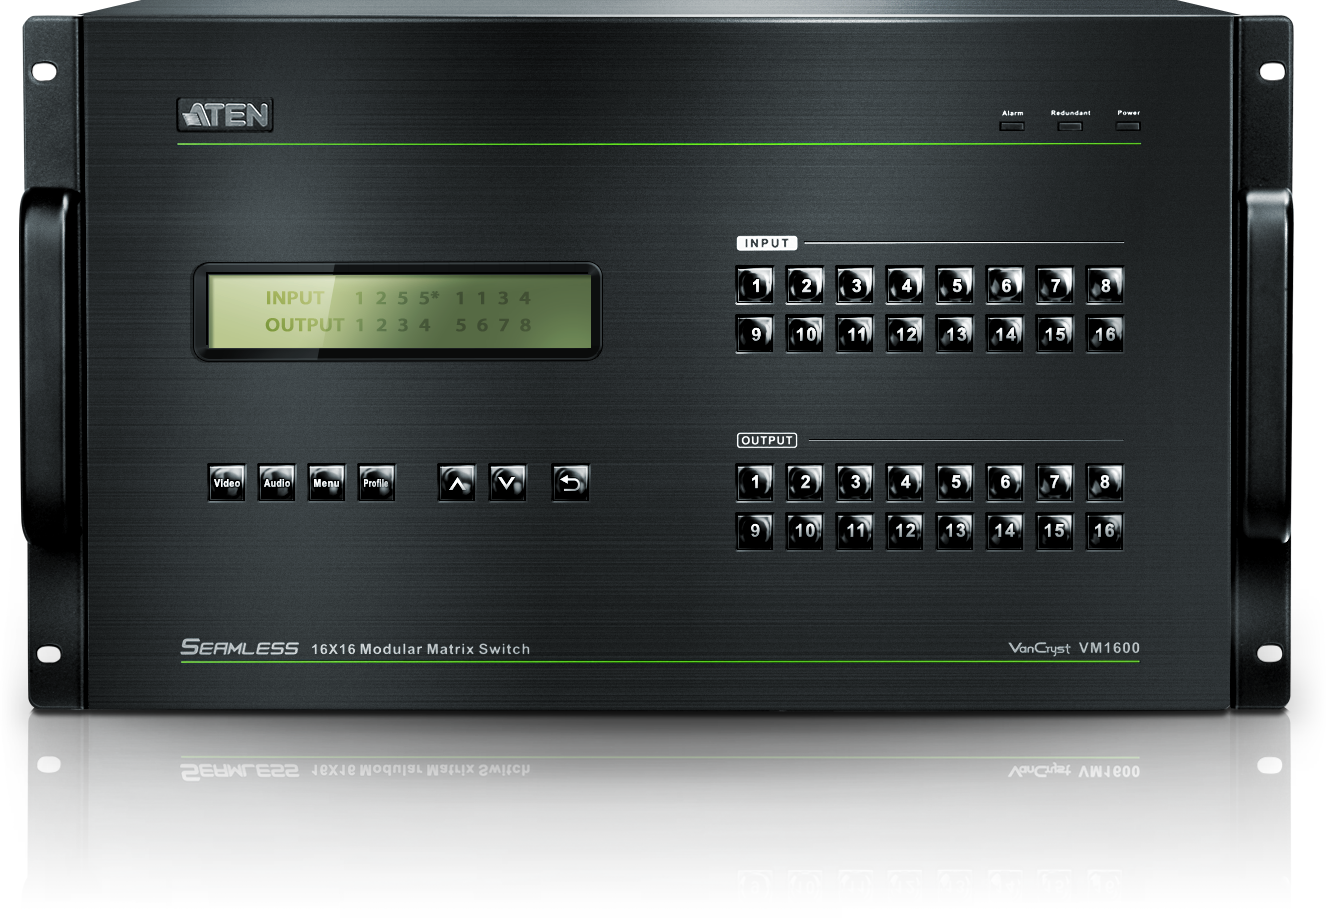 ATEN
Alarm Redundant Power
INPUT
1 2 3 4 5 6 7 8
9 10 11 12 13 14 15 16
INPUT 1 2 5 5* 1 1 3 4
OUTPUT 1 2 3 4 5 6 7 8
OUTPUT
1 2 3 4 5 6 7 8
9 10 11 12 13 14 15 16
Video Audio Menu Profile
SEAMLESS 16X16 Modular Matrix Switch
VanCryst VM1600